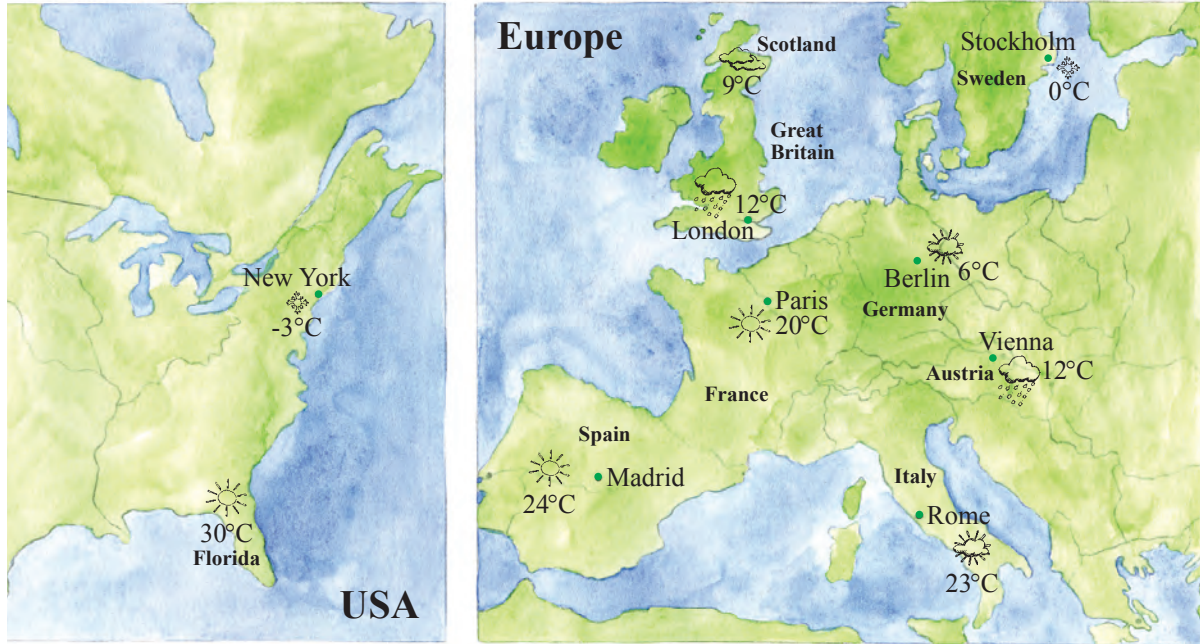 New York
-3°C
30°C
Florida
USA
Europe
Scotland
9°C
Great
Britain
12°C
London
Stockholm
Sweden
0°C
Berlin
6°C
Germany
Paris
20°C
France
Vienna
Austria
12°C
Spain
Madrid
24°C
Italy
Rome
23°C